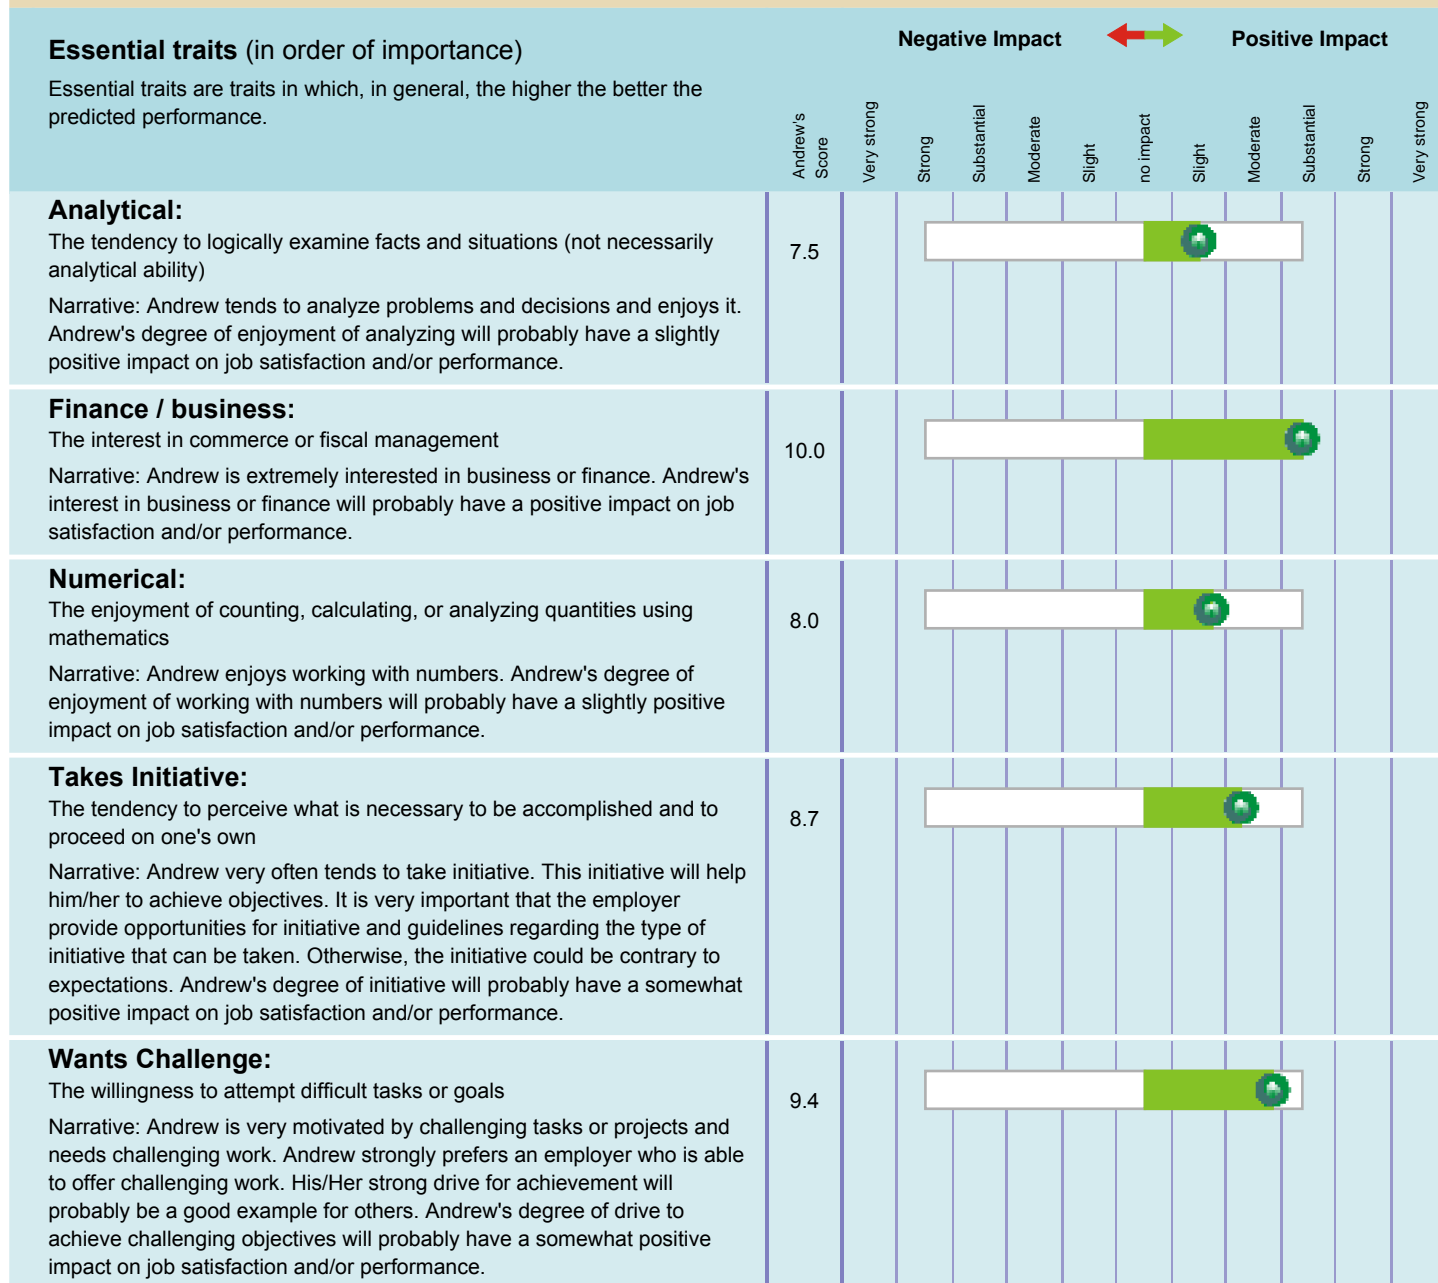 Essential traits (in order of importance)
Essential traits are traits in which, in general, the higher the better the
predicted performance.
Negative Impact
Positive Impact
Andrew's
Score
Very strong
Strong
Substantial
Moderate
Slight
no impact
Slight
Moderate
Substantial
Strong
Very strong
Analytical:
The tendency to logically examine facts and situations (not necessarily
analytical ability)
Narrative: Andrew tends to analyze problems and decisions and enjoys it.
Andrew's degree of enjoyment of analyzing will probably have a slightly
positive impact on job satisfaction and/or performance.
7.5
Finance / business:
The interest in commerce or fiscal management
Narrative: Andrew is extremely interested in business or finance. Andrew's
interest in business or finance will probably have a positive impact on job
satisfaction and/or performance.
10.0
Numerical:
The enjoyment of counting, calculating, or analyzing quantities using
mathematics
Narrative: Andrew enjoys working with numbers. Andrew's degree of
enjoyment of working with numbers will probably have a slightly positive
impact on job satisfaction and/or performance.
8.0
Takes Initiative:
The tendency to perceive what is necessary to be accomplished and to
proceed on one's own
Narrative: Andrew very often tends to take initiative. This initiative will help
him/her to achieve objectives. It is very important that the employer
provide opportunities for initiative and guidelines regarding the type of
initiative that can be taken. Otherwise, the initiative could be contrary to
expectations. Andrew's degree of initiative will probably have a somewhat
positive impact on job satisfaction and/or performance.
8.7
Wants Challenge:
The willingness to attempt difficult tasks or goals
Narrative: Andrew is very motivated by challenging tasks or projects and
needs challenging work. Andrew strongly prefers an employer who is able
to offer challenging work. His/Her strong drive for achievement will
probably be a good example for others. Andrew's degree of drive to
achieve challenging objectives will probably have a somewhat positive
impact on job satisfaction and/or performance.
9.4